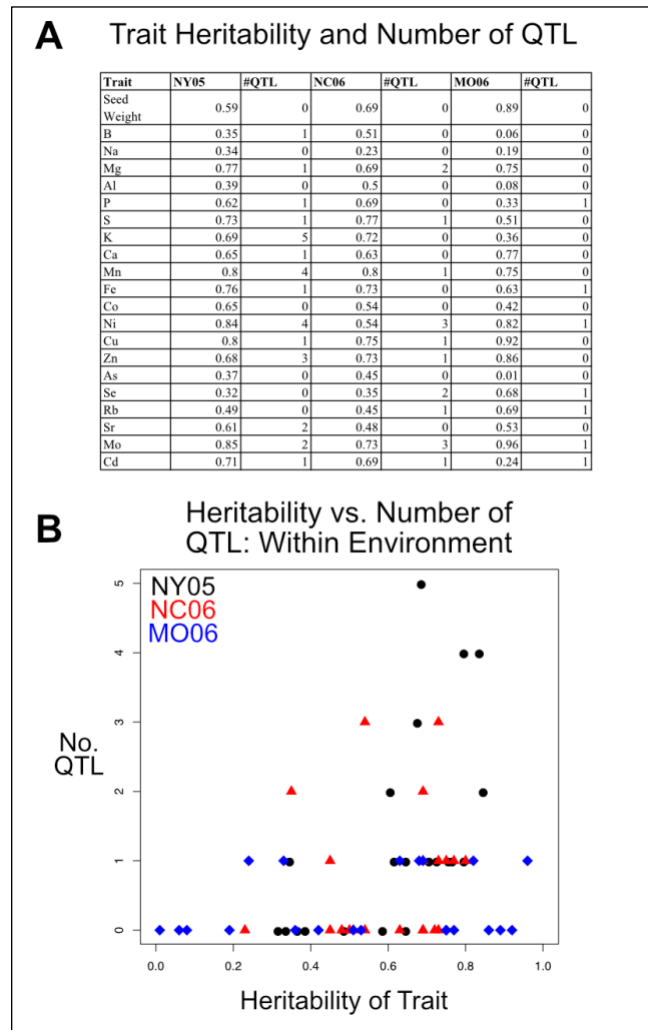 A Trait Heritability and Number of QTL
Trait NY05 #QTL NC06 #QTL MO06 #QTL
Seed Weight 0.59 0 0.69 0 0.89 0
B 0.35 1 0.51 0 0.06 0
Na 0.34 0 0.23 0 0.19 0
Mg 0.77 1 0.69 2 0.75 0
Al 0.39 0 0.5 0 0.08 0
P 0.62 1 0.69 0 0.33 1
S 0.73 1 0.77 1 0.51 0
K 0.69 5 0.72 0 0.36 0
Ca 0.65 1 0.63 0 0.77 0
Mn 0.8 4 0.8 1 0.75 0
Fe 0.76 1 0.73 0 0.63 1
Co 0.65 0 0.54 0 0.42 0
Ni 0.84 4 0.54 3 0.82 1
Cu 0.8 1 0.75 1 0.92 0
Zn 0.68 3 0.73 1 0.86 0
As 0.37 0 0.45 0 0.01 0
Se 0.32 0 0.35 2 0.68 1
Rb 0.49 0 0.45 1 0.69 1
Sr 0.61 2 0.48 0 0.53 0
Mo 0.85 2 0.73 3 0.96 1
Cd 0.71 1 0.69 1 0.24 1
B Heritability vs. Number of
QTL: Within Environment
NY05
NC06
MO06
No.
QTL
5
4
3
2
1
0
0.0 0.2 0.4 0.6 0.8 1.0
Heritability of Trait